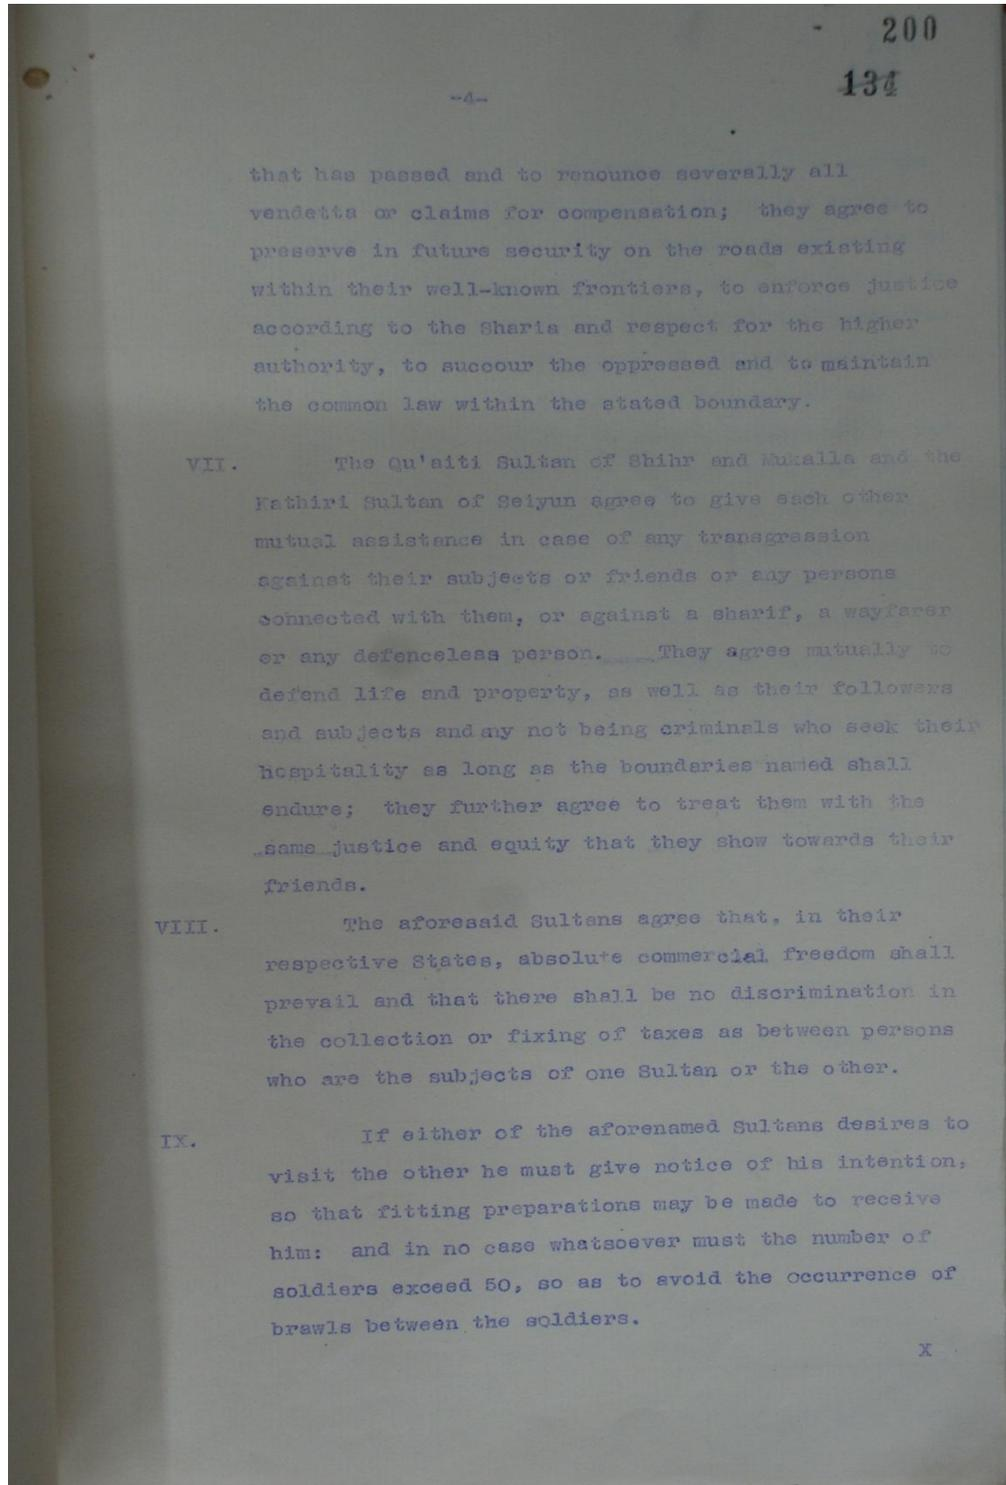 200
134
-4-
that has passed and to renounce severally all
vendetta or claims for compensation; they agree to
preserve in future security on the roads existing
within their well-known frontiers, to enforce justice
according to the Sharia and respect for the higher
authority, to succour the oppressed and to maintain
the common law within the stated boundary.
VII. The Qu'aiti Sultan of Shihr and Mukalla and the
Kathiri Sultan of Seiyun agree to give each other
mutual assistance in case of any transgression
against their subjects or friends or any persons
connected with them, or against a sharif, a wayfarer
or any defenceless person. They agree mutually to
defend life and property, as well as their followers
and subjects and any not being criminals who seek their
hospitality as long as the boundaries named shall
endure; they further agree to treat them with the
same justice and equity that they show towards their
friends.
VIII. The aforesaid Sultans agree that, in their
respective States, absolute commercial freedom shall
prevail and that there shall be no discrimination in
the collection or fixing of taxes as between persons
who are the subjects of one Sultan or the other.
IX. If either of the aforenamed Sultans desires to
visit the other he must give notice of his intention,
so that fitting preparations may be made to receive
him: and in no case whatsoever must the number of
soldiers exceed 50, so as to avoid the occurrence of
brawls between the soldiers.
X